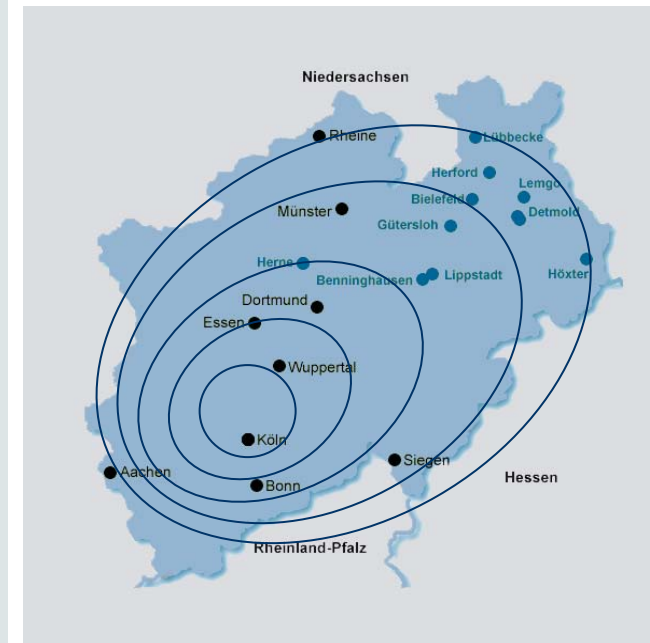 Niedersachsen
Rheine
Lübbecke
Herford
Lemgo
Bielefeld
Münster
Detmold
Gütersloh
Herne
Benninghausen
Lippstadt
Höxter
Dortmund
Essen
Wuppertal
Köln
Siegen
Aachen
Hessen
Bonn
Rheinland-Pfalz